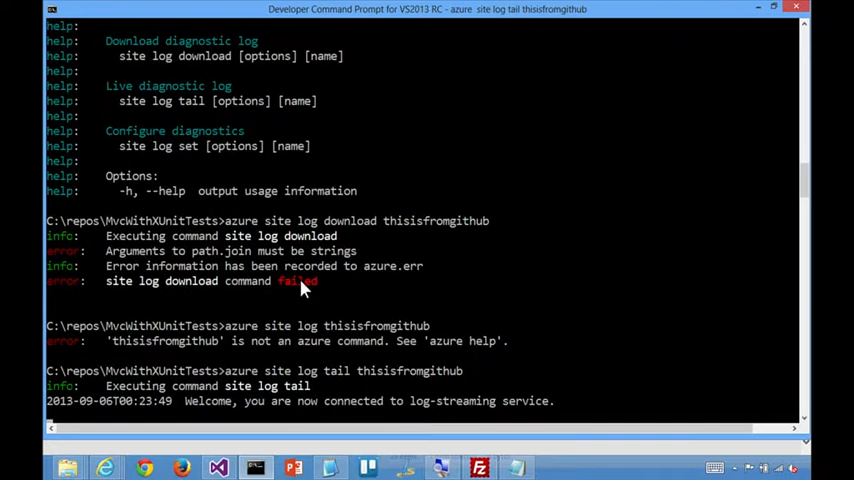 Developer Command Prompt for VS2013 RC - azure site log tail thisisfromgithub
help:
help:    Download diagnostic log
help:      site log download [options] [name]
help:
help:    Live diagnostic log
help:      site log tail [options] [name]
help:
help:    Configure diagnostics
help:      site log set [options] [name]
help:
help:    Options:
help:      -h, --help  output usage information
C:\repos\MvcWithXUnitTests>azure site log download thisisfromgithub
info:    Executing command site log download
error:   Arguments to path.join must be strings
info:    Error information has been recorded to azure.err
error:   site log download command failed
C:\repos\MvcWithXUnitTests>azure site log thisisfromgithub
error:   'thisisfromgithub' is not an azure command. See 'azure help'.
C:\repos\MvcWithXUnitTests>azure site log tail thisisfromgithub
info:    Executing command site log tail
2013-09-06T00:23:49  Welcome, you are now connected to log-streaming service.